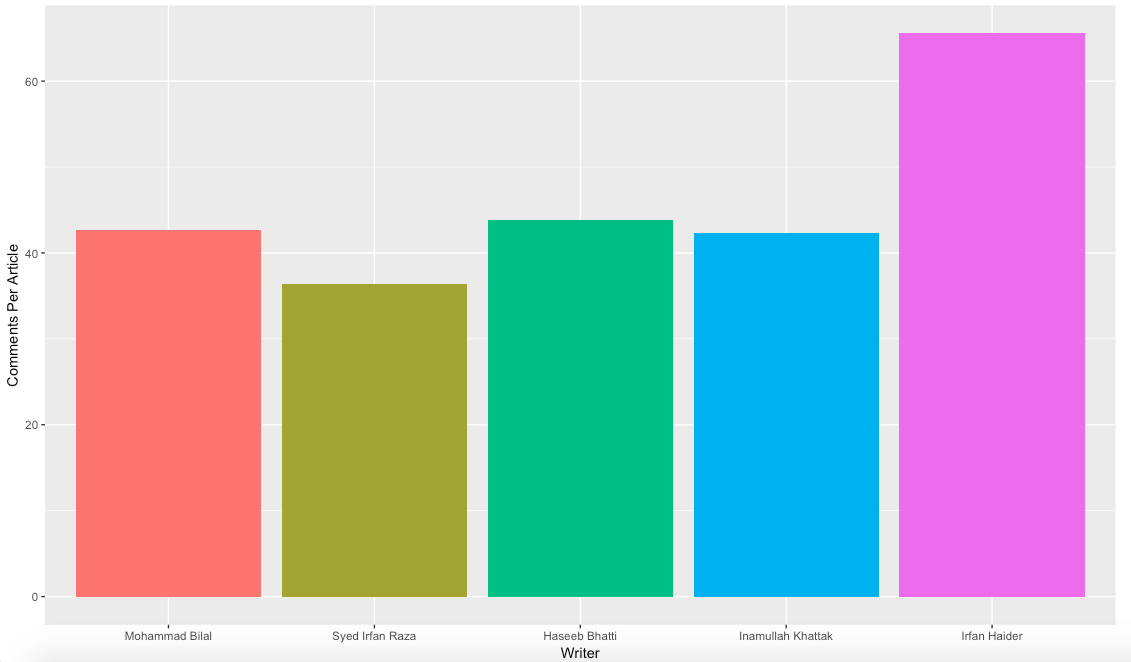 Comments Per Article
60
40
20
0
Mohammad Bilal
Syed Irfan Raza
Haseeb Bhatti
Inamullah Khattak
Irfan Haider
Writer